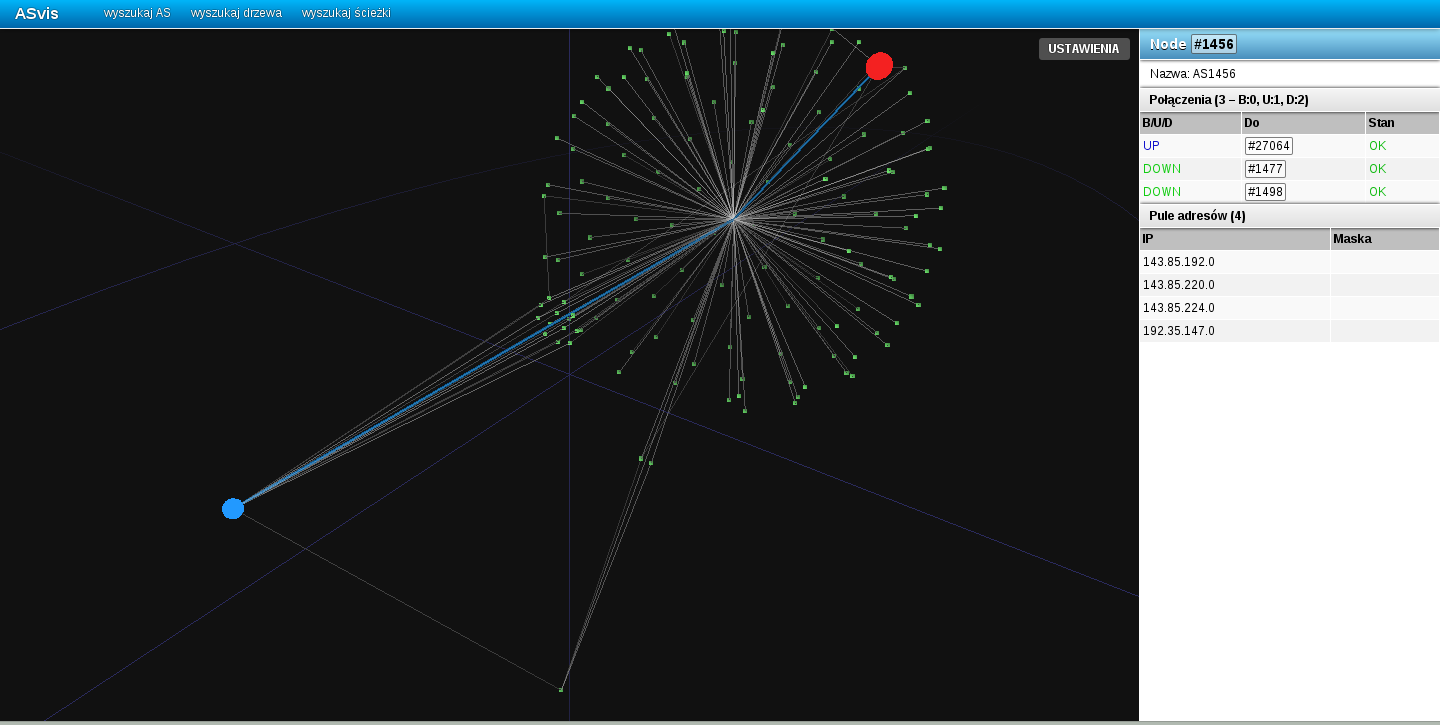 ASvis wyszukaj AS wyszukaj drzewa wyszukaj ścieżki
USTAWIENIA
Node #1456
Nazwa: AS1456
Połączenia (3 – B:0, U:1, D:2)
B/U/D Do Stan
UP #27064 OK
DOWN #1477 OK
DOWN #1498 OK
Pule adresów (4)
IP Maska
143.85.192.0
143.85.220.0
143.85.224.0
192.35.147.0